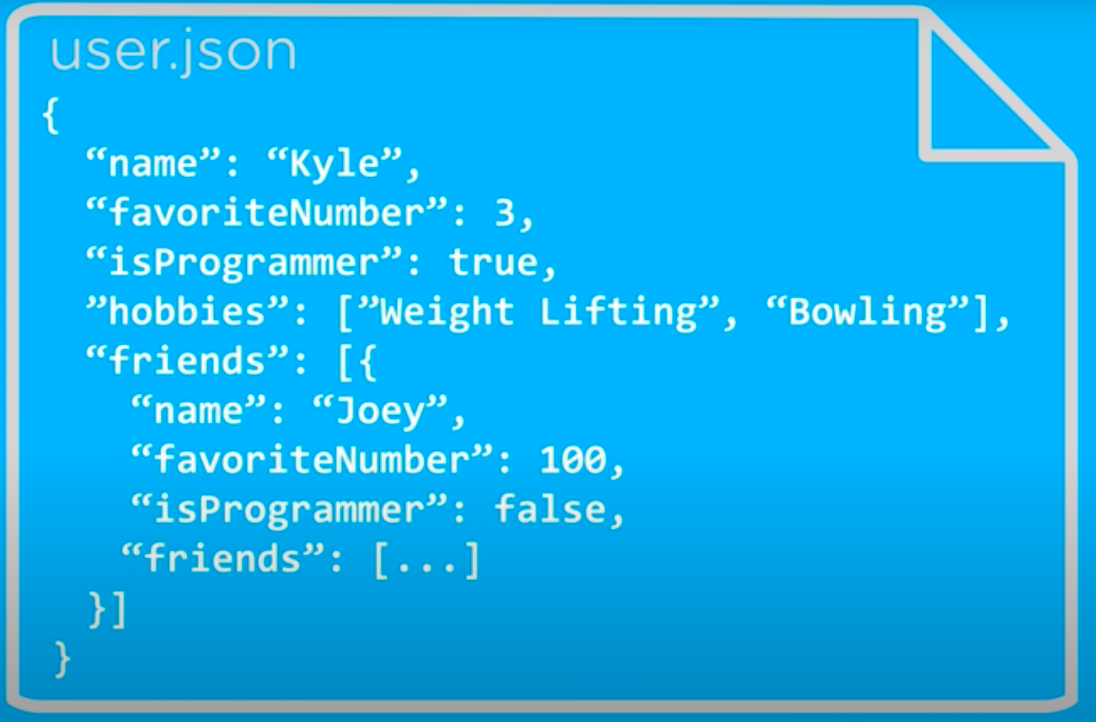 user.json
{
“name”: “Kyle”,
“favoriteNumber”: 3,
“isProgrammer”: true,
”hobbies”: [”Weight Lifting”, “Bowling”],
“friends”: [{
“name”: “Joey”,
“favoriteNumber”: 100,
“isProgrammer”: false,
“friends”: [...]
}]
}